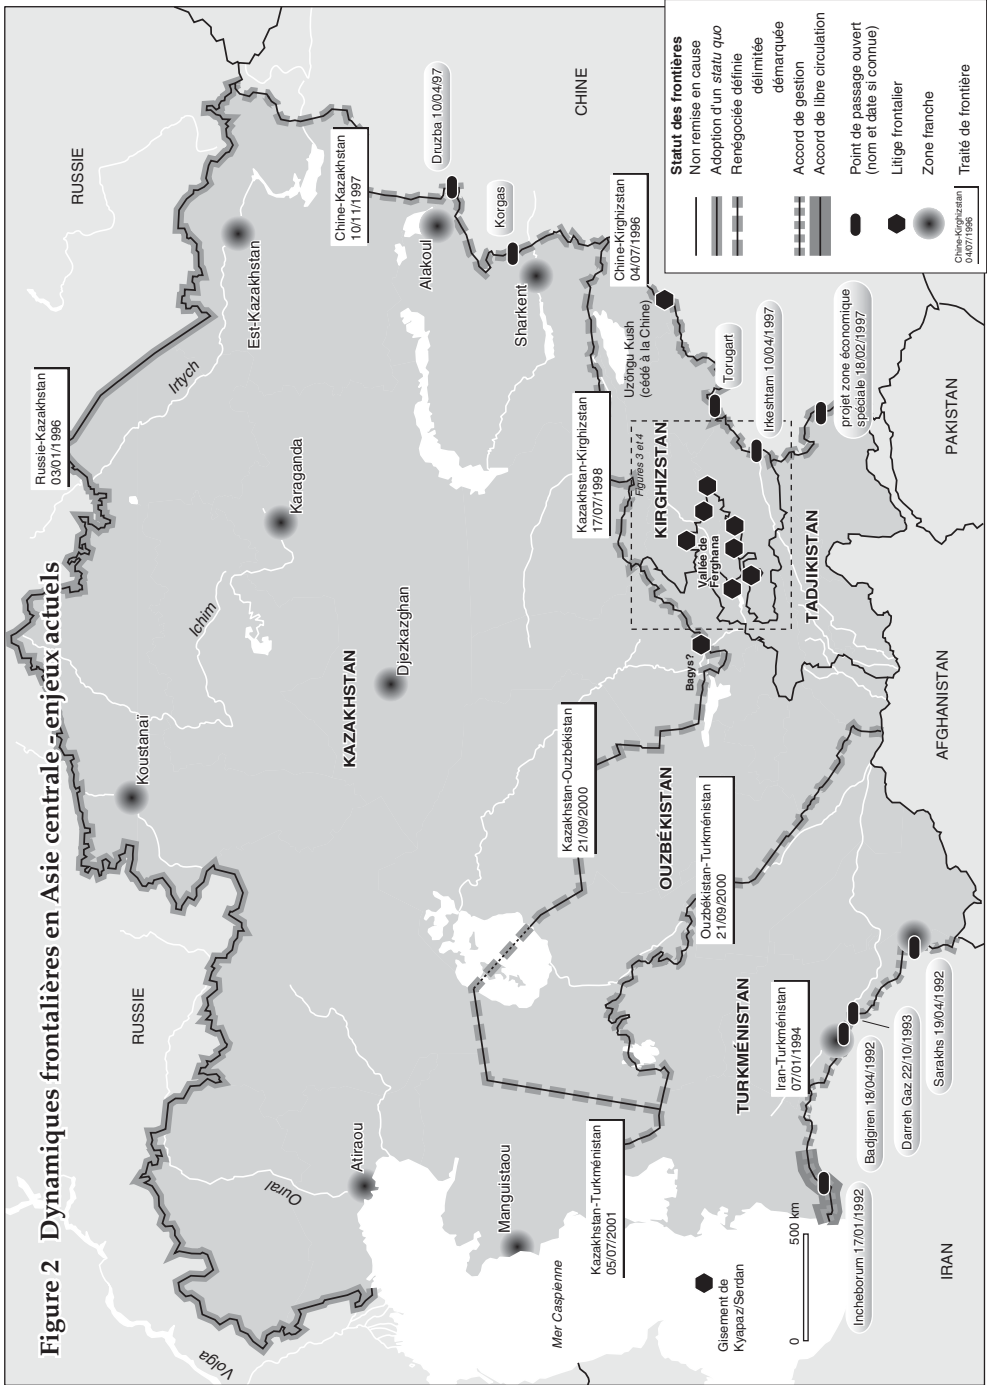 Figure 2 Dynamiques frontalières en Asie centrale - enjeux actuels
RUSSIE
RUSSIE
CHINE
Volga
Oural
Atiraou
Koustanaï
Ichim
Karaganda
Irtych
Est-Kazakhstan
Russie-Kazakhstan
03/01/1996
Chine-Kazakhstan
10/11/1997
Druzba 10/04/97
Alakoul
Korgas
Sharkent
KAZAKHSTAN
Djezkazghan
Manguistaou
Mer Caspienne
Kazakhstan-Turkménistan
05/07/2001
Kazakhstan-Ouzbékistan
21/09/2000
Kazakhstan-Kirghizstan
17/07/1998
Chine-Kirghizstan
04/07/1996
Uzöngu Kush
(cédé à la Chine)
Figures 3 et 4
KIRGHIZSTAN
Vallée de
Ferghana
Torugart
Irkeshtam 10/04/1997
projet zone économique
spéciale 18/02/1997
Bagys?
OUZBÉKISTAN
Ouzbékistan-Turkménistan
21/09/2000
TADJIKISTAN
TURKMÉNISTAN
Iran-Turkménistan
07/01/1994
Gisement de
Kyapaz/Serdan
0 500 km
Incheborum 17/01/1992
Badjgiren 18/04/1992
Darreh Gaz 22/10/1993
Sarakhs 19/04/1992
IRAN
AFGHANISTAN
PAKISTAN
Statut des frontières
Non remise en cause
Adoption d'un statu quo
Renégociée définie
délimitée
démarquée
Accord de gestion
Accord de libre circulation
Point de passage ouvert
(nom et date si connue)
Litige frontalier
Zone franche
Chine-Kirghizstan
04/07/1996
Traité de frontière